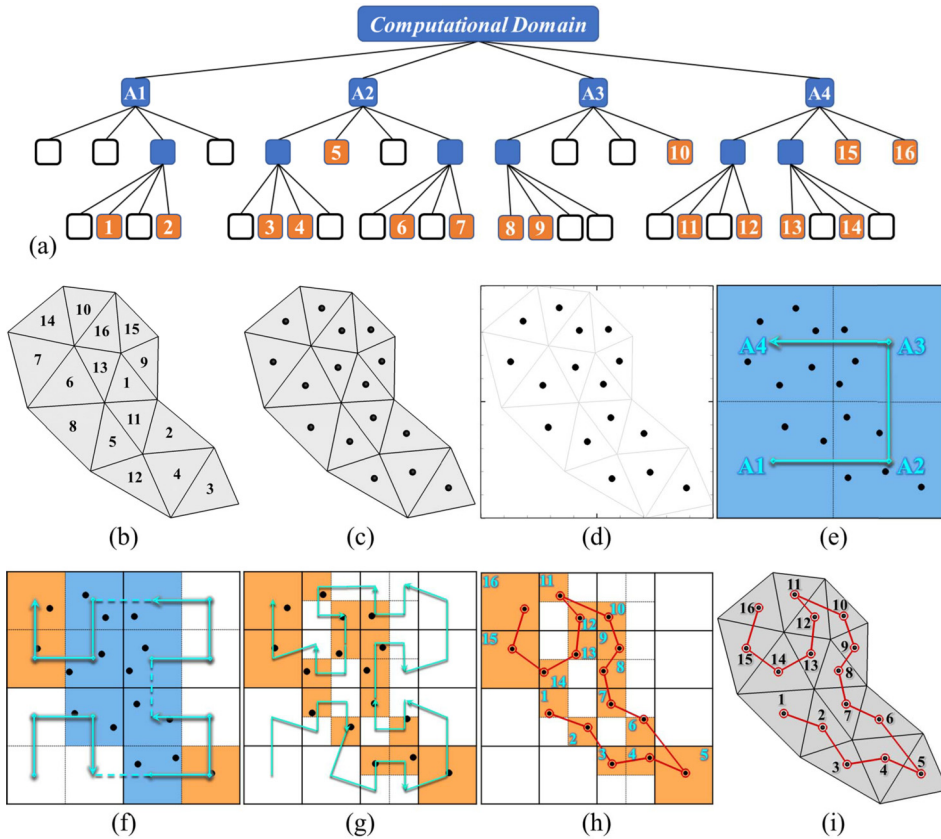 Computational Domain
A1 A2 A3 A4
5 10 15 16
1 2 3 4 6 7 8 9 11 12 13 14
(a)
10
14 16 15
7 13 9
6 1
8 11
5 2
12 4 3
A4 A3
A1 A2
(b) (c) (d) (e)
16 11
10
12
15 9
13
14 8
1 7
6
2
3 4 5
11
16 10
12
15 9
14 13
8
1
7 6
2
3 4 5
(f) (g) (h) (i)